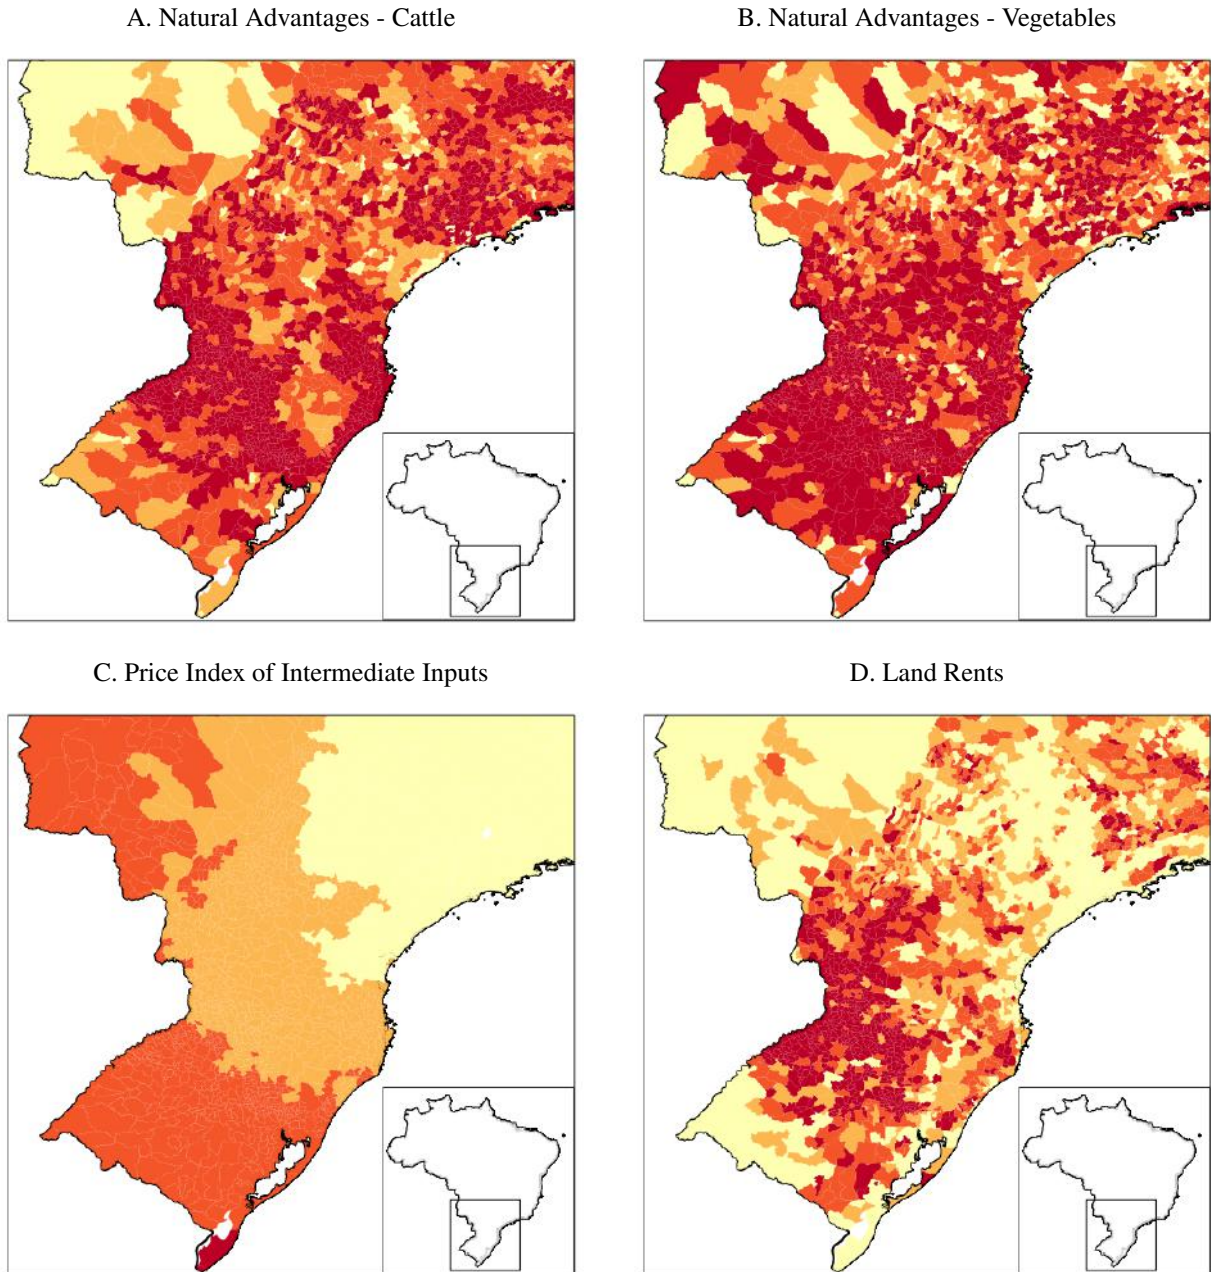 A. Natural Advantages - Cattle
B. Natural Advantages - Vegetables
C. Price Index of Intermediate Inputs
D. Land Rents